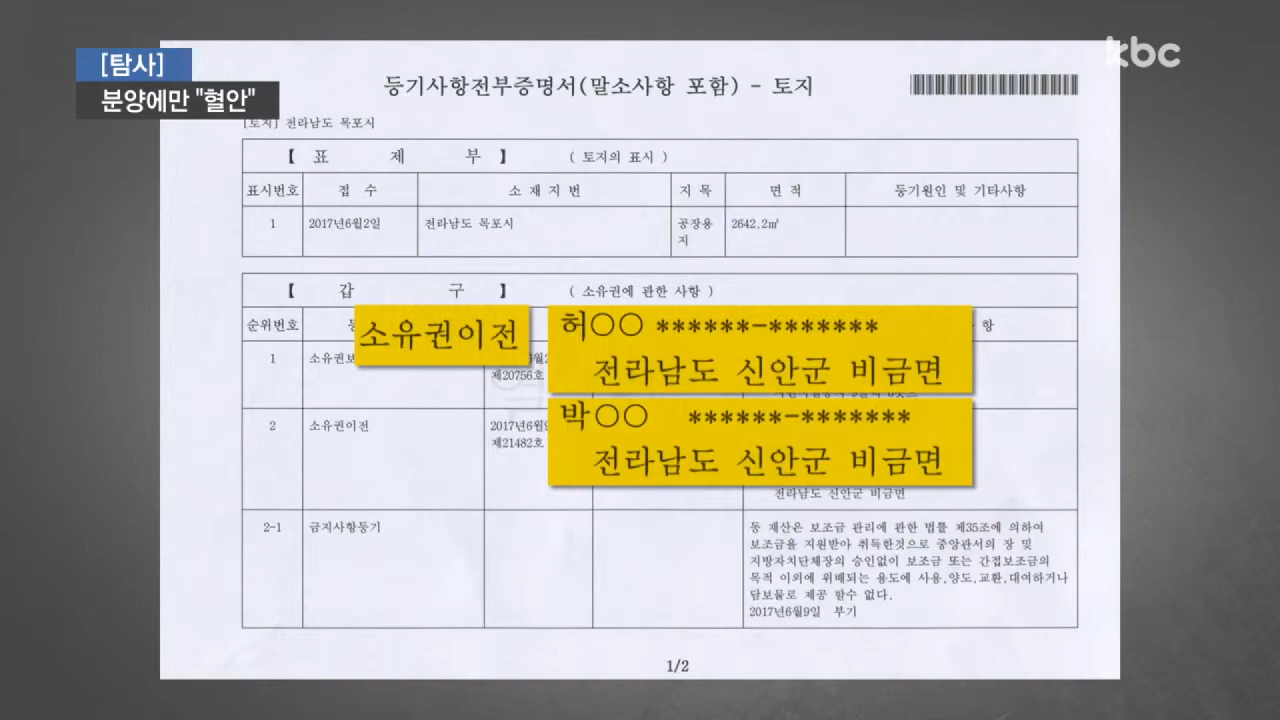 [탐사]
분양에만 "혈안"
kbc
등기사항전부증명서(말소사항 포함) - 토지
[토지] 전라남도 목포시
【 표 제 부 】 ( 토지의 표시 )
표시번호 접 수 소 재 지 번 지 목 면 적 등기원인 및 기타사항
1 2017년6월2일 전라남도 목포시 공장용 2642.2㎡
지
【 갑 구 】 ( 소유권에 관한 사항 )
순위번호 항
소유권이전
허○○ ******-*******
전라남도 신안군 비금면
1 소유권보
제20756호
박○○ ******-*******
전라남도 신안군 비금면
2 소유권이전 2017년6월9
제21482호
전라남도 신안군 비금면
2-1 금지사항등기 동 재산은 보조금 관리에 관한 법률 제35조에 의하여
보조금을 지원받아 취득한것으로 중앙관서의 장 및
지방자치단체장의 승인없이 보조금 또는 간접보조금의
목적 이외에 위배되는 용도에 사용,양도,교환,대여하거나
담보물로 제공 할수 없다.
2017년6월9일 부기
1/2